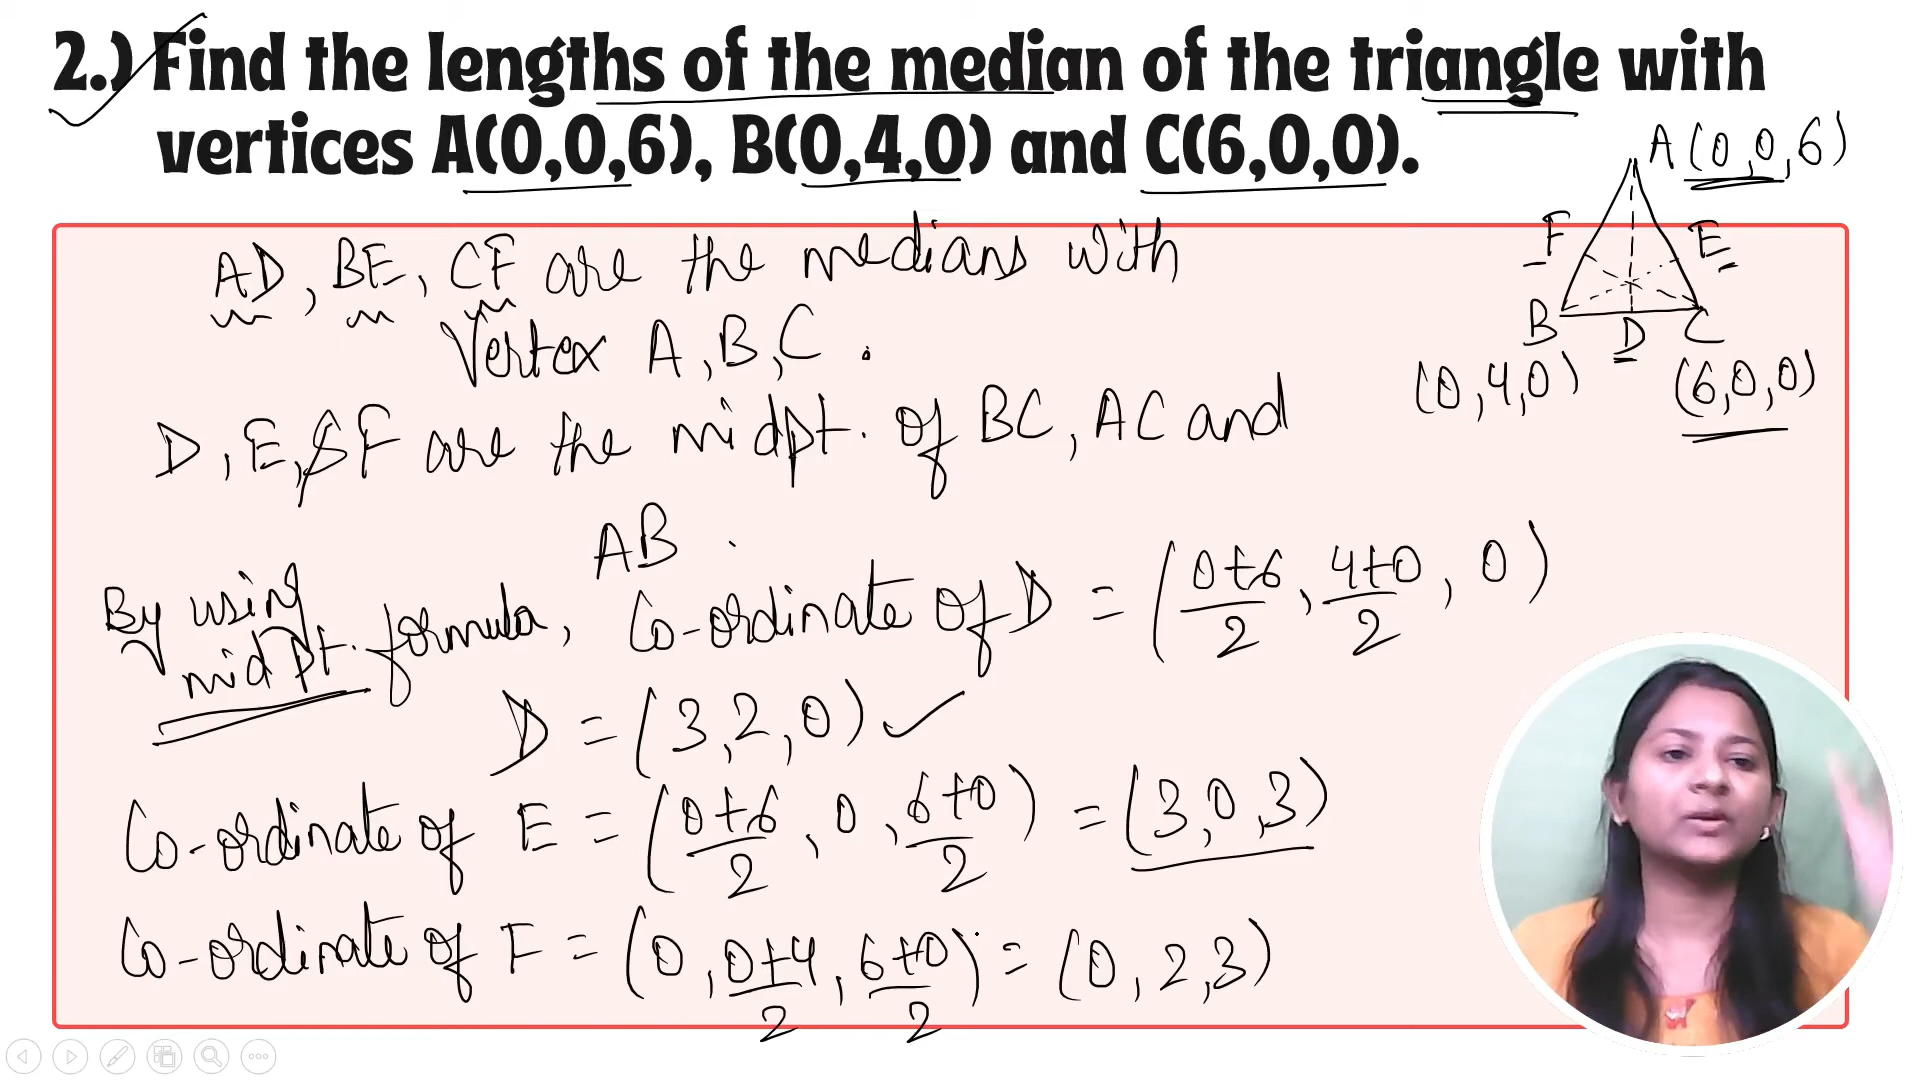 2.) Find the lengths of the median of the triangle with
vertices A(0,0,6), B(0,4,0) and C(6,0,0).
A (0,0,6)
F E
B D C
(0,4,0) (6,0,0)
AD, BE, CF are the medians with
Vertex A, B, C.
D, E, & F are the midpt. of BC, AC and
AB.
By using midpt. formula, Co-ordinate of D = (0+6/2, 4+0/2, 0)
D = (3,2,0) ✓
Co-ordinate of E = (0+6/2, 0, 6+0/2) = (3,0,3)
Co-ordinate of F = (0, 0+4/2, 6+0/2) = (0,2,3)